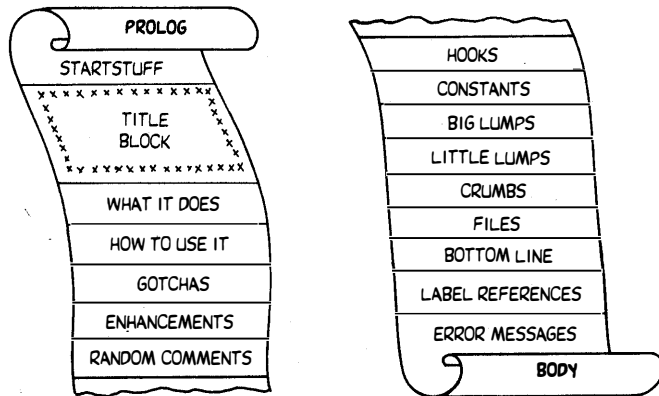 PROLOG
STARTSTUFF
TITLE
BLOCK
WHAT IT DOES
HOW TO USE IT
GOTCHAS
ENHANCEMENTS
RANDOM COMMENTS
HOOKS
CONSTANTS
BIG LUMPS
LITTLE LUMPS
CRUMBS
FILES
BOTTOM LINE
LABEL REFERENCES
ERROR MESSAGES
BODY